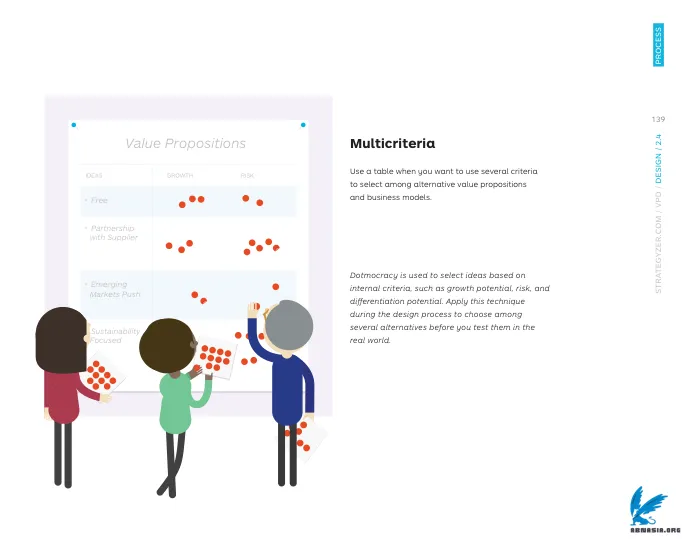 PROCESS
139
STRATEGYZER.COM / VPD / DESIGN / 2.4
Value Propositions
IDEAS GROWTH RISK
• Free
• Partnership
with Supplier
• Emerging
Markets Push
Sustainability
Focused
Multicriteria
Use a table when you want to use several criteria
to select among alternative value propositions
and business models.
Dotmocracy is used to select ideas based on
internal criteria, such as growth potential, risk, and
differentiation potential. Apply this technique
during the design process to choose among
several alternatives before you test them in the
real world.
ABMASIA.ORG